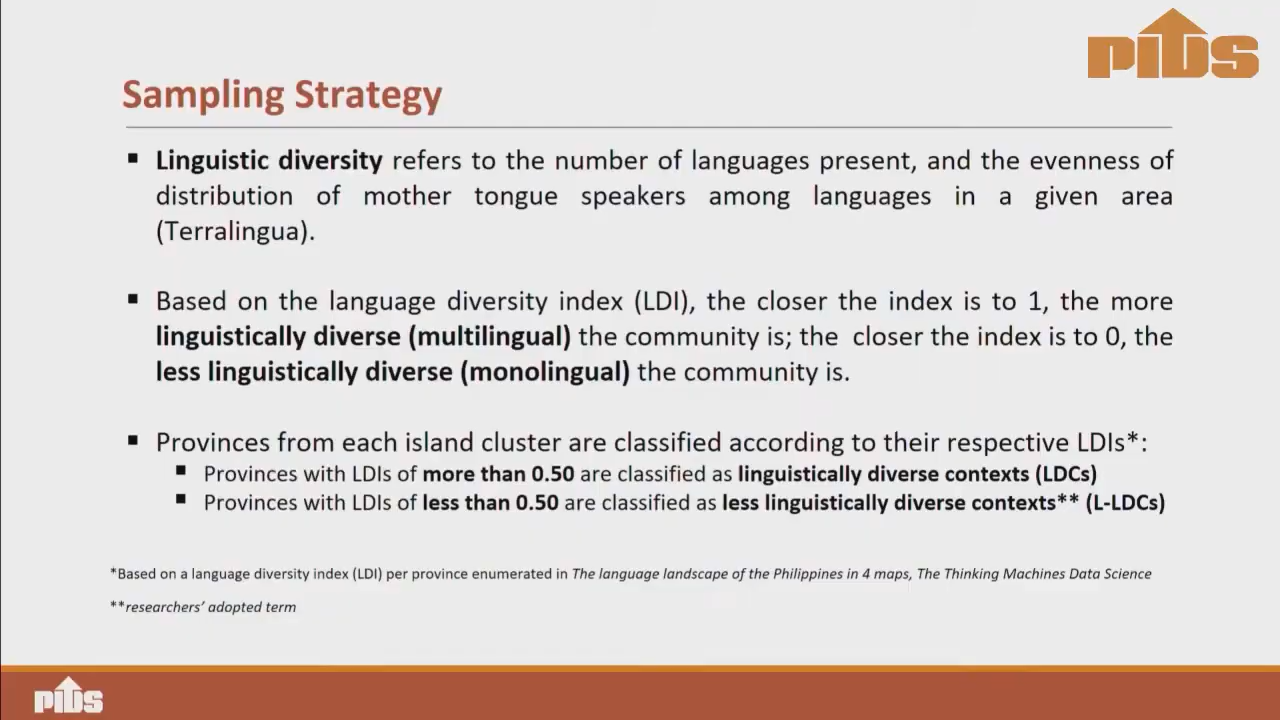 PIDS
Sampling Strategy
▪ Linguistic diversity refers to the number of languages present, and the evenness of
distribution of mother tongue speakers among languages in a given area
(Terralingua).
▪ Based on the language diversity index (LDI), the closer the index is to 1, the more
linguistically diverse (multilingual) the community is; the closer the index is to 0, the
less linguistically diverse (monolingual) the community is.
▪ Provinces from each island cluster are classified according to their respective LDIs*:
▪ Provinces with LDIs of more than 0.50 are classified as linguistically diverse contexts (LDCs)
▪ Provinces with LDIs of less than 0.50 are classified as less linguistically diverse contexts** (L-LDCs)
*Based on a language diversity index (LDI) per province enumerated in The language landscape of the Philippines in 4 maps, The Thinking Machines Data Science
**researchers’ adopted term
PIDS